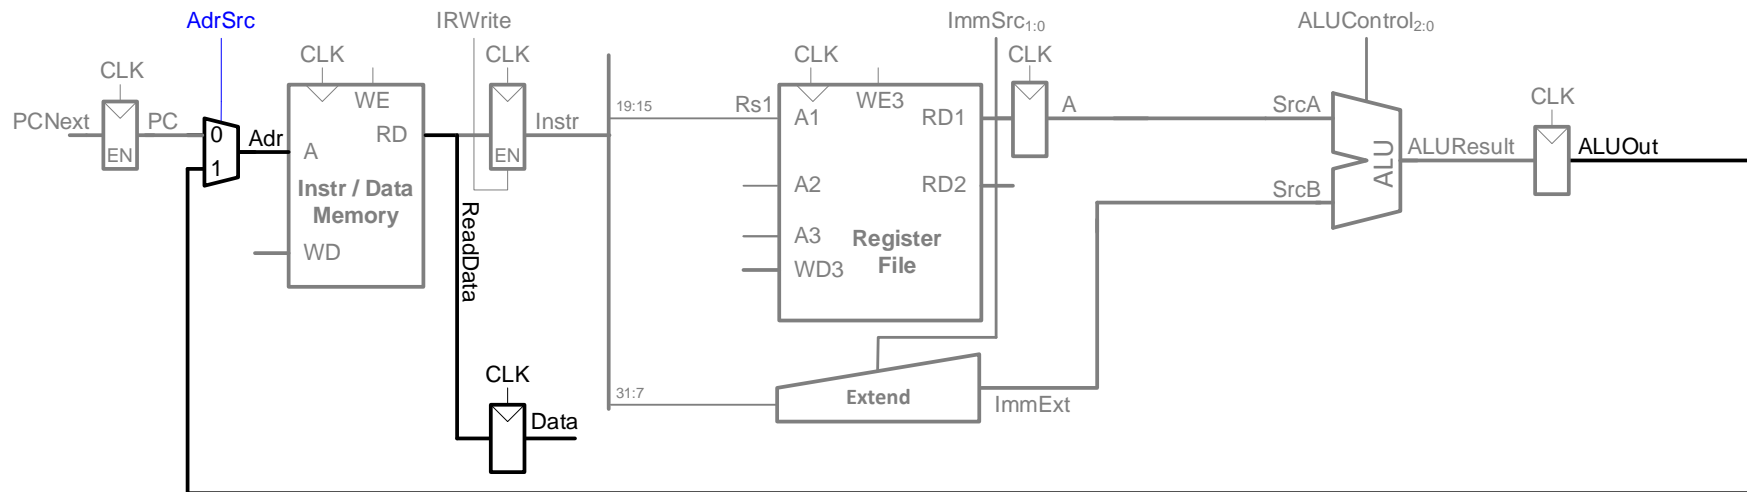 AdrSrc
IRWrite
ImmSrc1:0
ALUControl2:0
CLK
CLK
CLK
CLK
CLK
CLK
PCNext
EN
PC
0
1
Adr
WE
RD
A
Instr / Data
Memory
WD
ReadData
EN
Instr
19:15
Rs1
A1
WE3
RD1
A2
RD2
A3
WD3
Register
File
A
SrcA
SrcB
ALU
ALUResult
ALUOut
CLK
Data
31:7
Extend
ImmExt